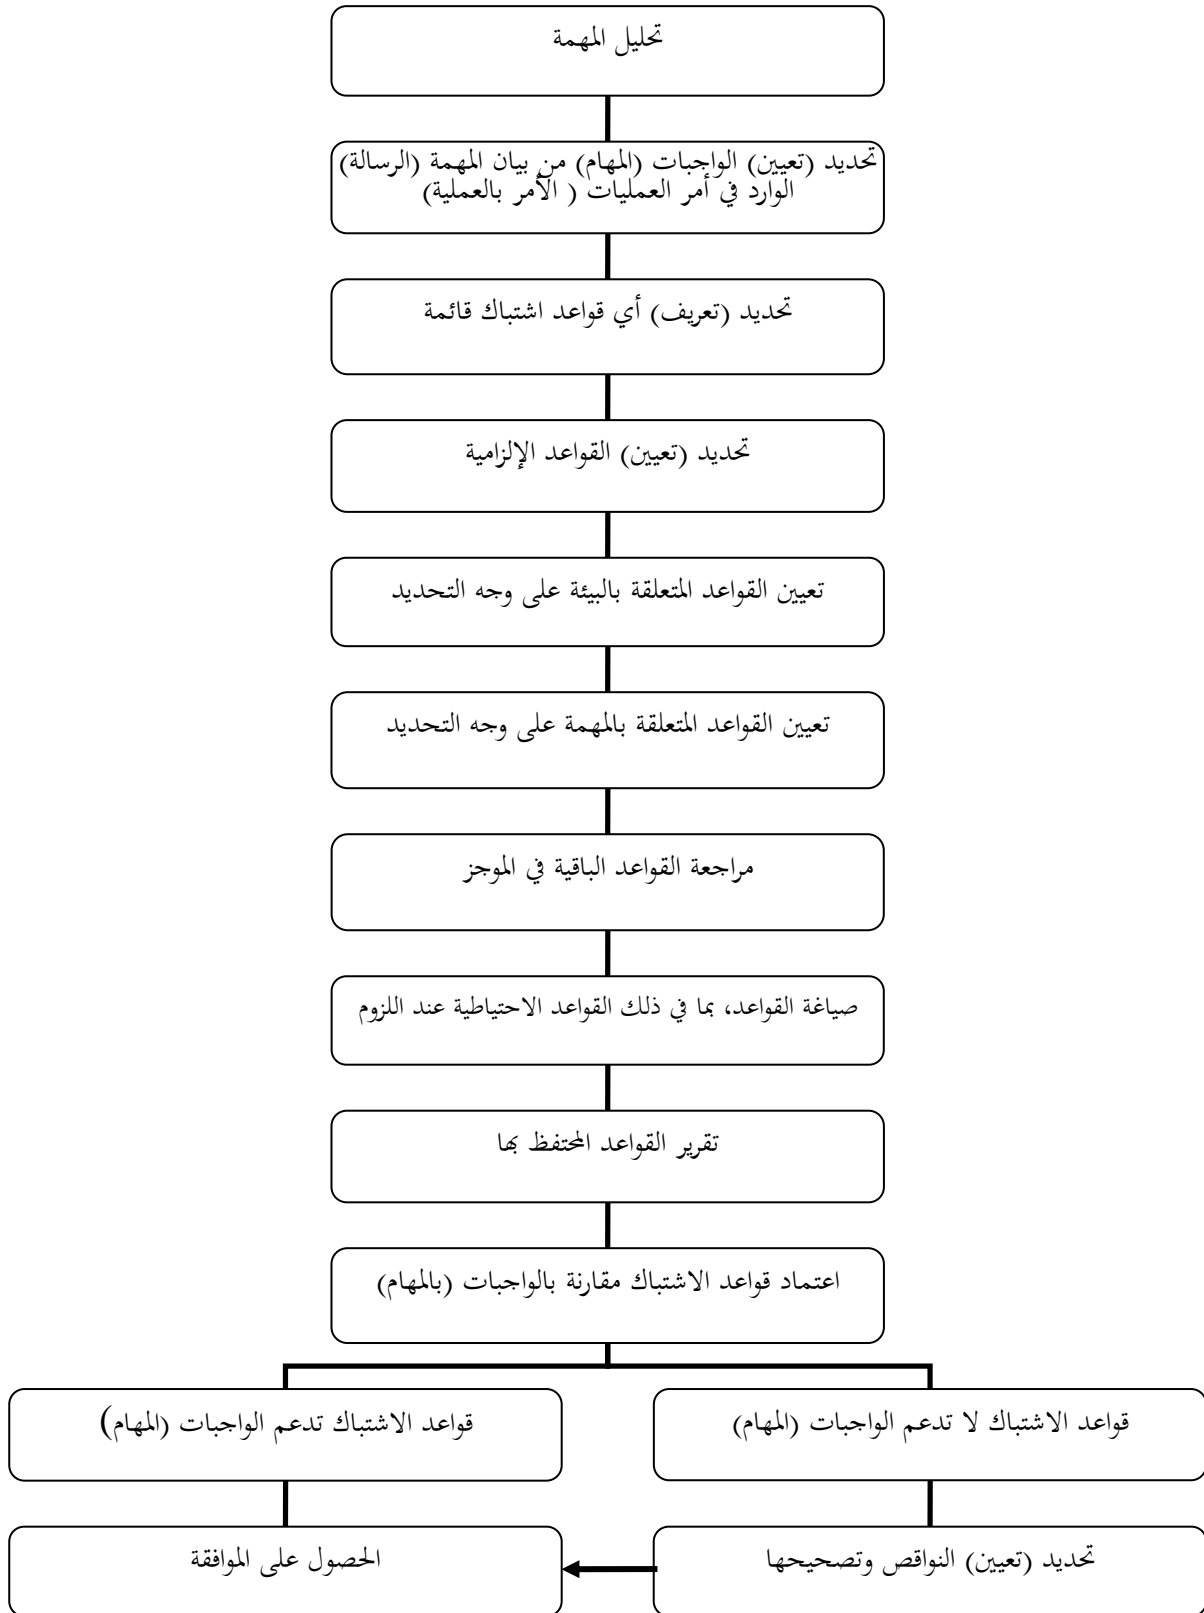 تحليل المهمة
تحديد (تعيين) الواجبات (المهام) من بيان المهمة (الرسالة)
الوارد في أمر العمليات ( الأمر بالعملية)
تحديد (تعريف) أي قواعد اشتباك قائمة
تحديد (تعيين) القواعد الإلزامية
تعيين القواعد المتعلقة بالبيئة على وجه التحديد
تعيين القواعد المتعلقة بالمهمة على وجه التحديد
مراجعة القواعد الباقية في الموجز
صياغة القواعد، بما في ذلك القواعد الاحتياطية عند اللزوم
تقرير القواعد المحتفظ بها
اعتماد قواعد الاشتباك مقارنة بالواجبات (بالمهام)
قواعد الاشتباك لا تدعم الواجبات (المهام)
قواعد الاشتباك تدعم الواجبات (المهام)
تحديد (تعيين) النواقص وتصحيحها
الحصول على الموافقة